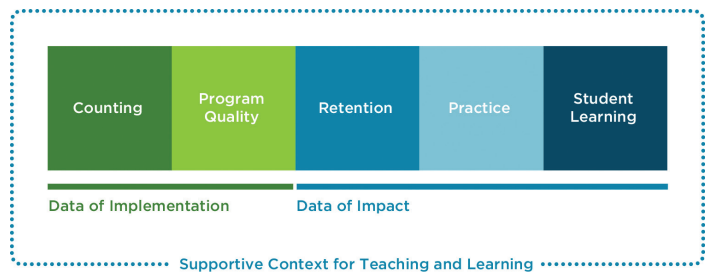 Counting
Program
Quality
Retention
Practice
Student
Learning
Data of Implementation
Data of Impact
Supportive Context for Teaching and Learning